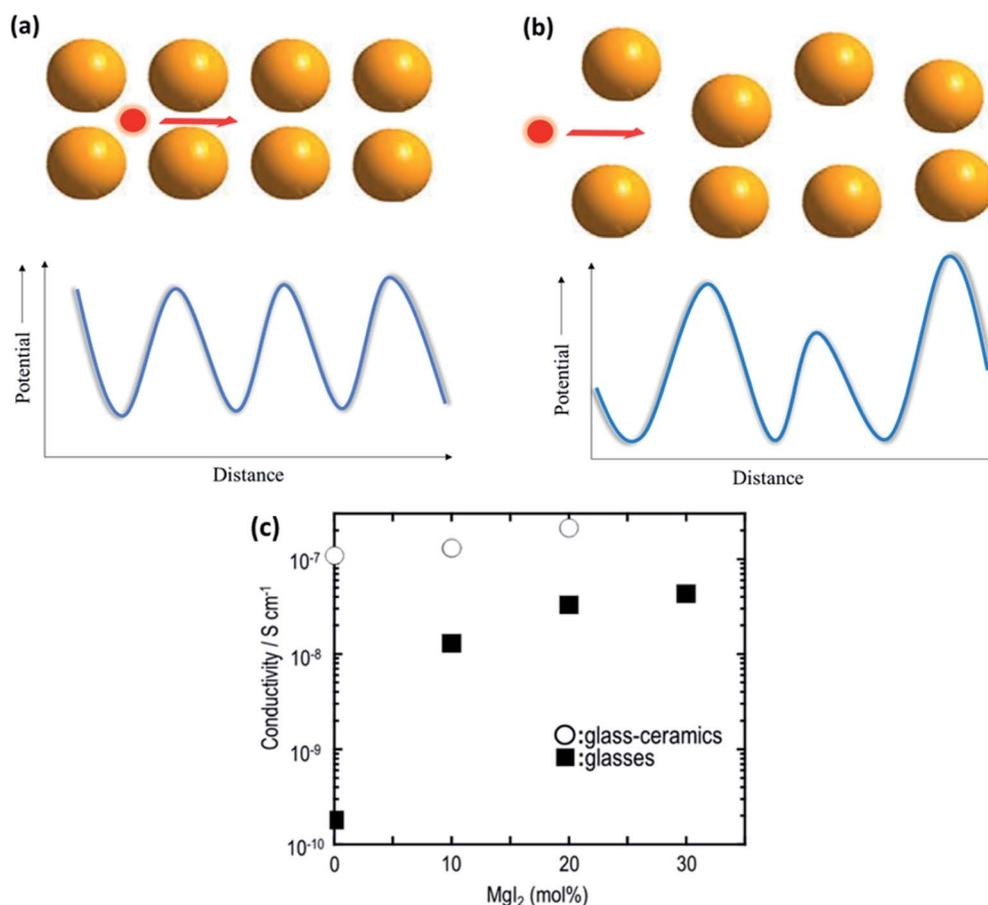 (a)
Potential
Distance
(b)
Potential
Distance
(c)
Conductivity / S cm⁻¹
10⁻⁷
10⁻⁸
10⁻⁹
10⁻¹⁰
○:glass-ceramics
■:glasses
0 10 20 30
MgI₂ (mol%)